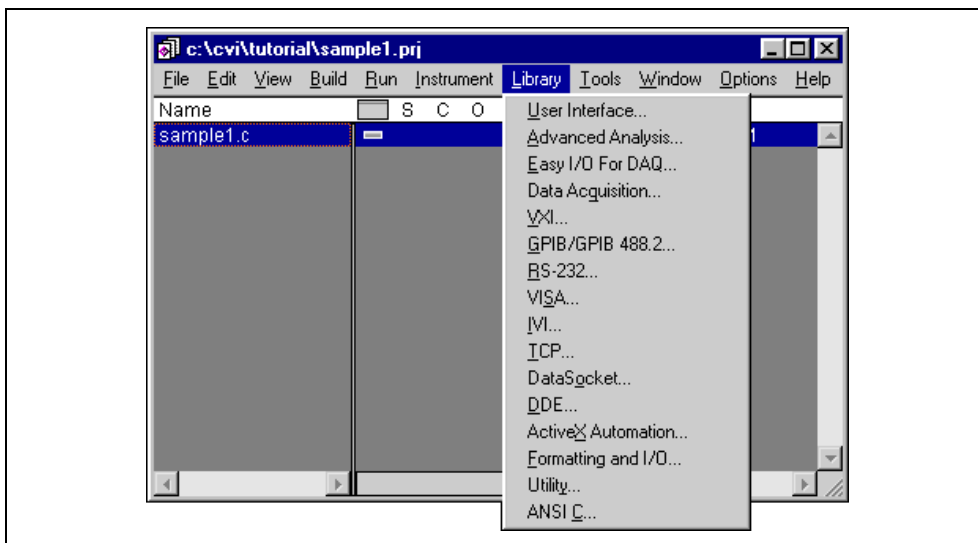 c:\cvi\tutorial\sample1.prj
File Edit View Build Run Instrument Library Tools Window Options Help
Name S C O
sample1.c 1
User Interface...
Advanced Analysis...
Easy I/O For DAQ...
Data Acquisition...
VXI...
GPIB/GPIB 488.2...
RS-232...
VISA...
IVI...
TCP...
DataSocket...
DDE...
ActiveX Automation...
Formatting and I/O...
Utility...
ANSI C...